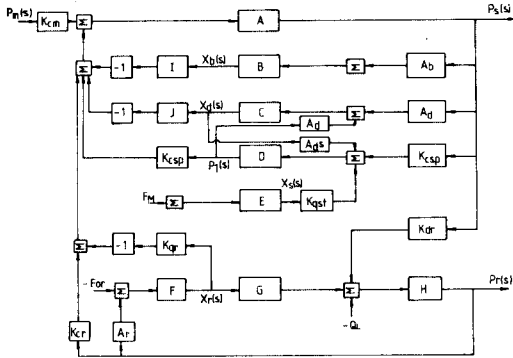 Pm(s) Kcm Σ A Ps(s)
Σ -1 I Xb(s) B Σ Ab
-1 J Xd(s) C Σ Ad
Ad
Ad s
Kcsp P1(s) D Σ Kcsp
FM Σ E Xs(s) Kqst
Kdr
Σ -1 Kqr
-For Σ F Xr(s) G Σ H Pr(s)
Kcr Ar -QL